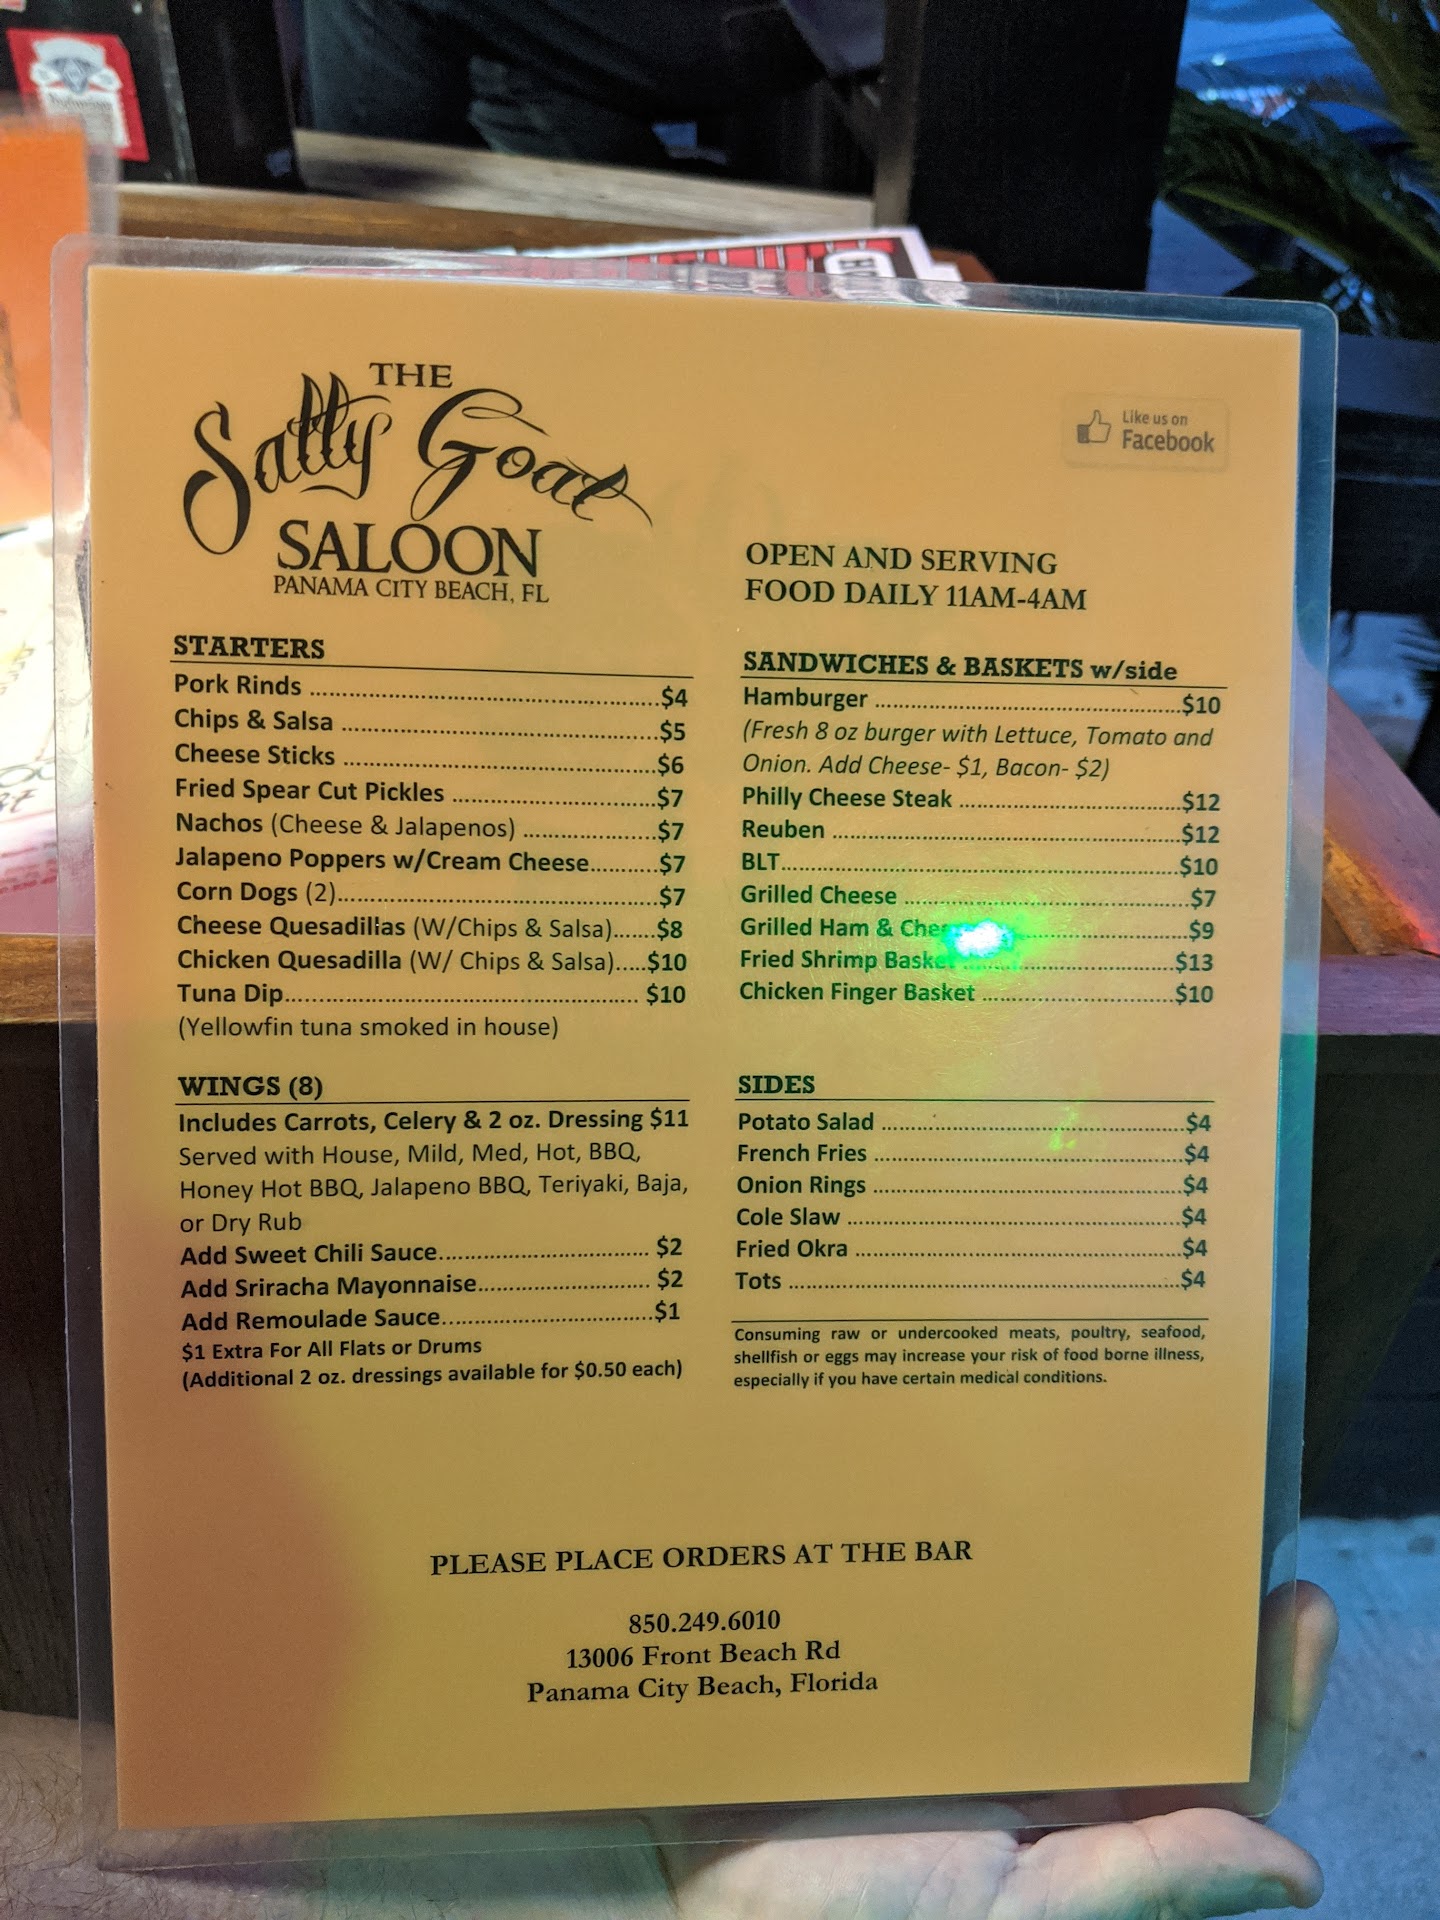 THE
Salty Goat
SALOON
PANAMA CITY BEACH, FL
Like us on
Facebook
OPEN AND SERVING
FOOD DAILY 11AM-4AM
STARTERS
Pork Rinds ........................................$4
Chips & Salsa ....................................$5
Cheese Sticks ....................................$6
Fried Spear Cut Pickles .......................$7
Nachos (Cheese & Jalapenos) ...............$7
Jalapeno Poppers w/Cream Cheese..........$7
Corn Dogs (2).....................................$7
Cheese Quesadillas (W/Chips & Salsa)......$8
Chicken Quesadilla (W/ Chips & Salsa).....$10
Tuna Dip........................................... $10
(Yellowfin tuna smoked in house)
WINGS (8)
Includes Carrots, Celery & 2 oz. Dressing $11
Served with House, Mild, Med, Hot, BBQ,
Honey Hot BBQ, Jalapeno BBQ, Teriyaki, Baja,
or Dry Rub
Add Sweet Chili Sauce........................... $2
Add Sriracha Mayonnaise...................... $2
Add Remoulade Sauce...........................$1
$1 Extra For All Flats or Drums
(Additional 2 oz. dressings available for $0.50 each)
SANDWICHES & BASKETS w/side
Hamburger .......................................$10
(Fresh 8 oz burger with Lettuce, Tomato and
Onion. Add Cheese- $1, Bacon- $2)
Philly Cheese Steak ............................$12
Reuben ............................................$12
BLT..................................................$10
Grilled Cheese ...................................$7
Grilled Ham & ..................$9
Fried Shrimp Basket ...........................$13
Chicken Finger Basket ........................$10
SIDES
Potato Salad .....................................$4
French Fries ......................................$4
Onion Rings ......................................$4
Cole Slaw .........................................$4
Fried Okra ........................................$4
Tots .................................................$4
Consuming raw or undercooked meats, poultry, seafood,
shellfish or eggs may increase your risk of food borne illness,
especially if you have certain medical conditions.
PLEASE PLACE ORDERS AT THE BAR
850.249.6010
13006 Front Beach Rd
Panama City Beach, Florida